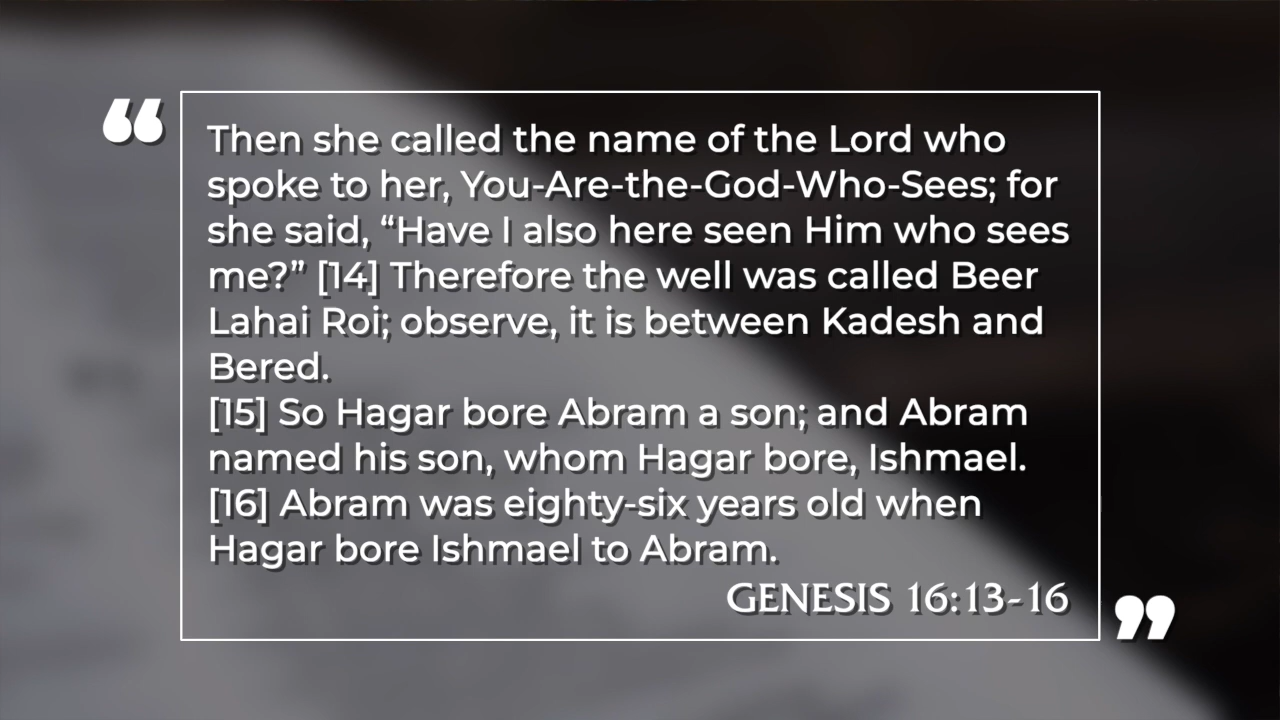 “
Then she called the name of the Lord who
spoke to her, You-Are-the-God-Who-Sees; for
she said, “Have I also here seen Him who sees
me?” [14] Therefore the well was called Beer
Lahai Roi; observe, it is between Kadesh and
Bered.
[15] So Hagar bore Abram a son; and Abram
named his son, whom Hagar bore, Ishmael.
[16] Abram was eighty-six years old when
Hagar bore Ishmael to Abram.
GENESIS 16:13-16
”